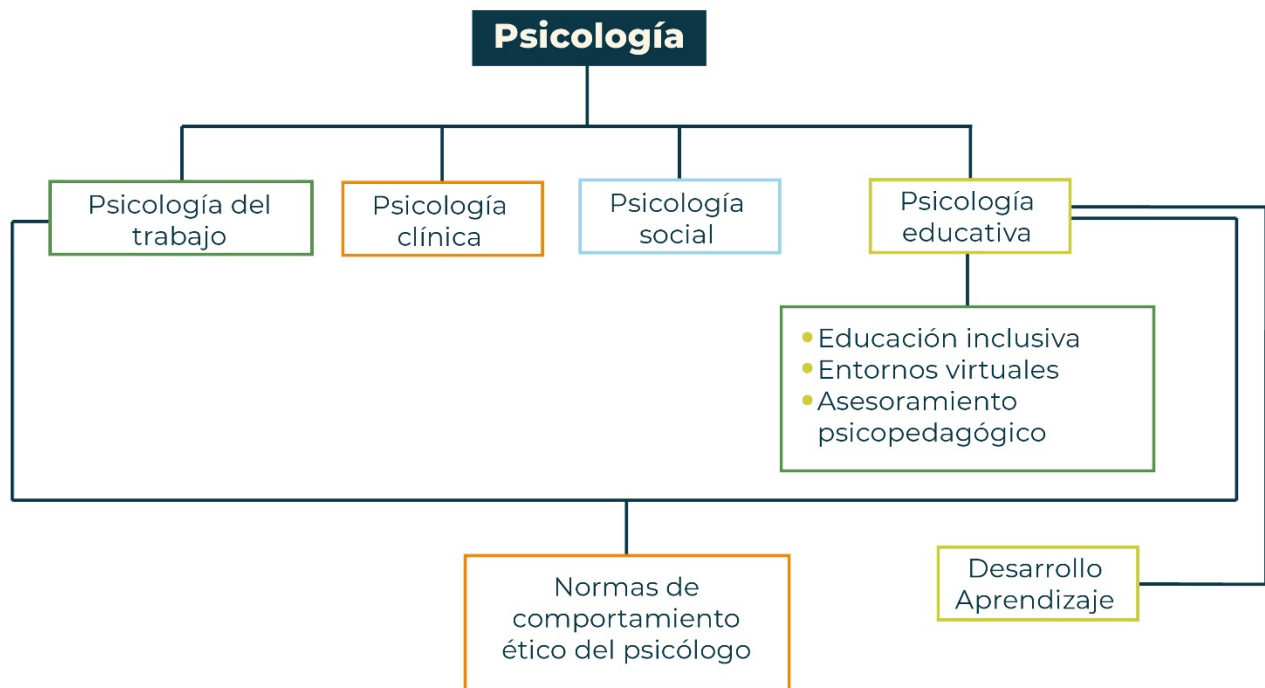 Psicología
Psicología del
trabajo
Psicología
clínica
Psicología
social
Psicología
educativa
• Educación inclusiva
• Entornos virtuales
• Asesoramiento
psicopedagógico
Normas de
comportamiento
ético del psicólogo
Desarrollo
Aprendizaje